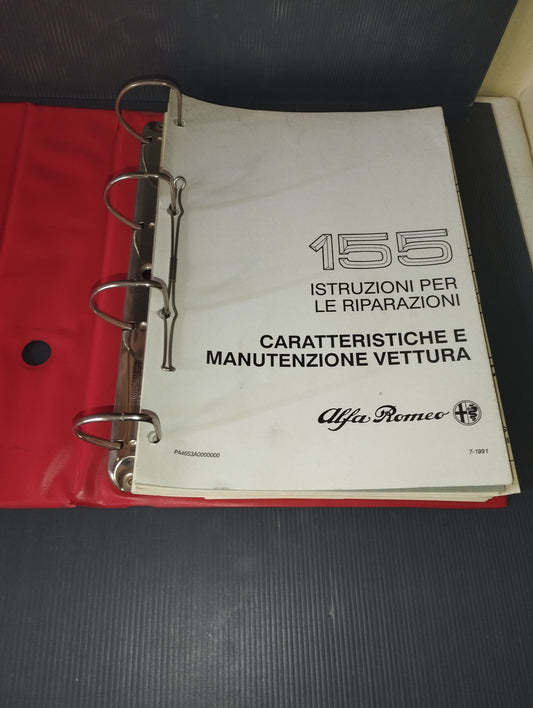 155
ISTRUZIONI PER
LE RIPARAZIONI
CARATTERISTICHE E
MANUTENZIONE VETTURA
Alfa Romeo
PA4653A0000000
7-1991